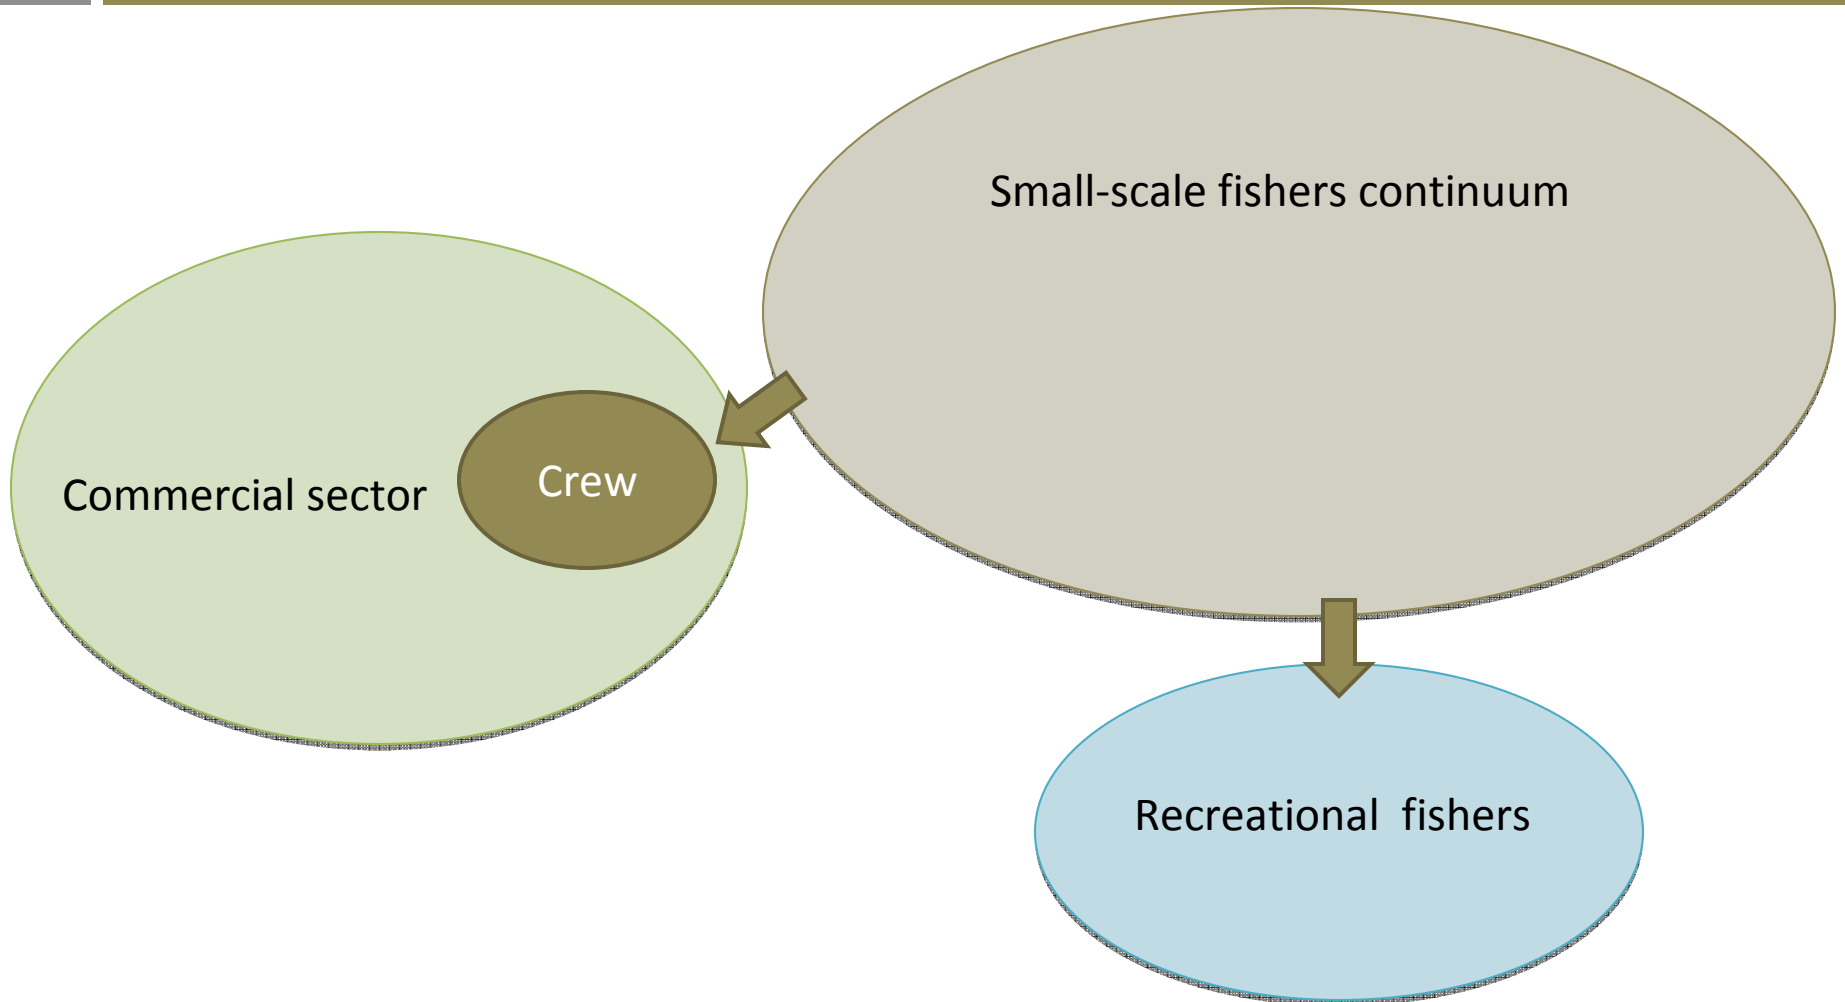 Small-scale fishers continuum
Commercial sector
Crew
Recreational  fishers